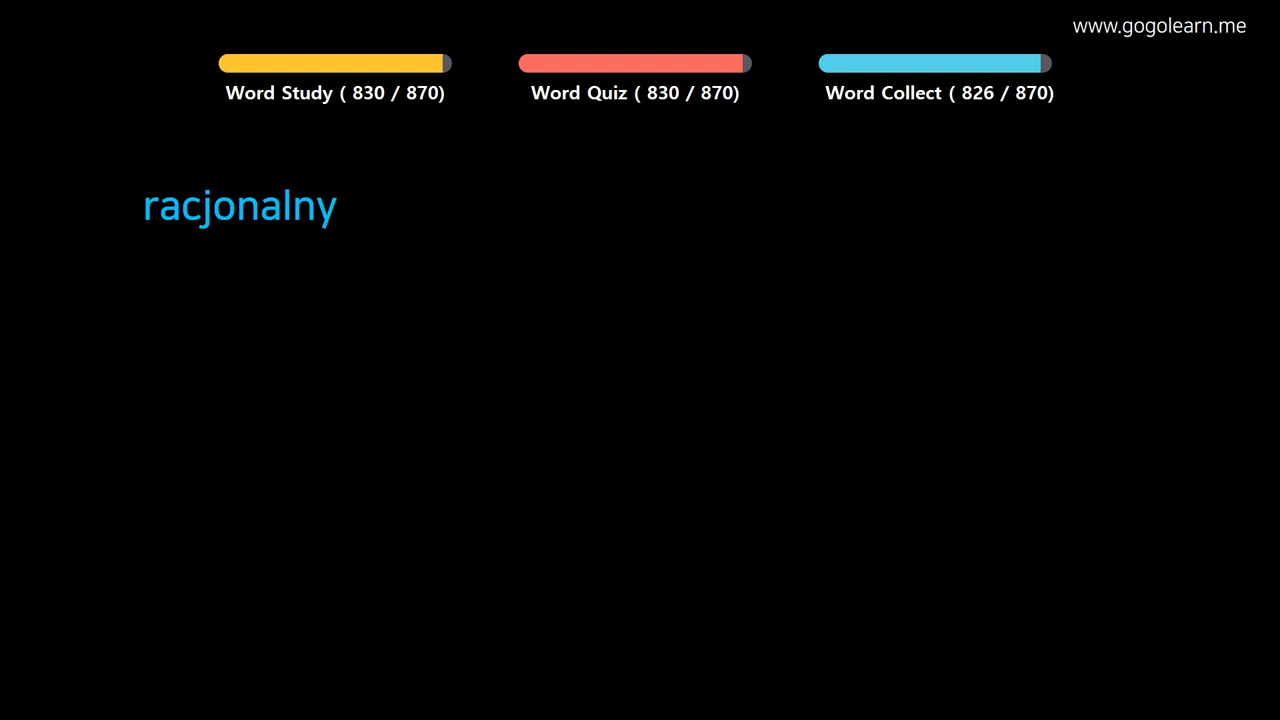 www.gogolearn.me
Word Study ( 830 / 870)
Word Quiz ( 830 / 870)
Word Collect ( 826 / 870)
racjonalny